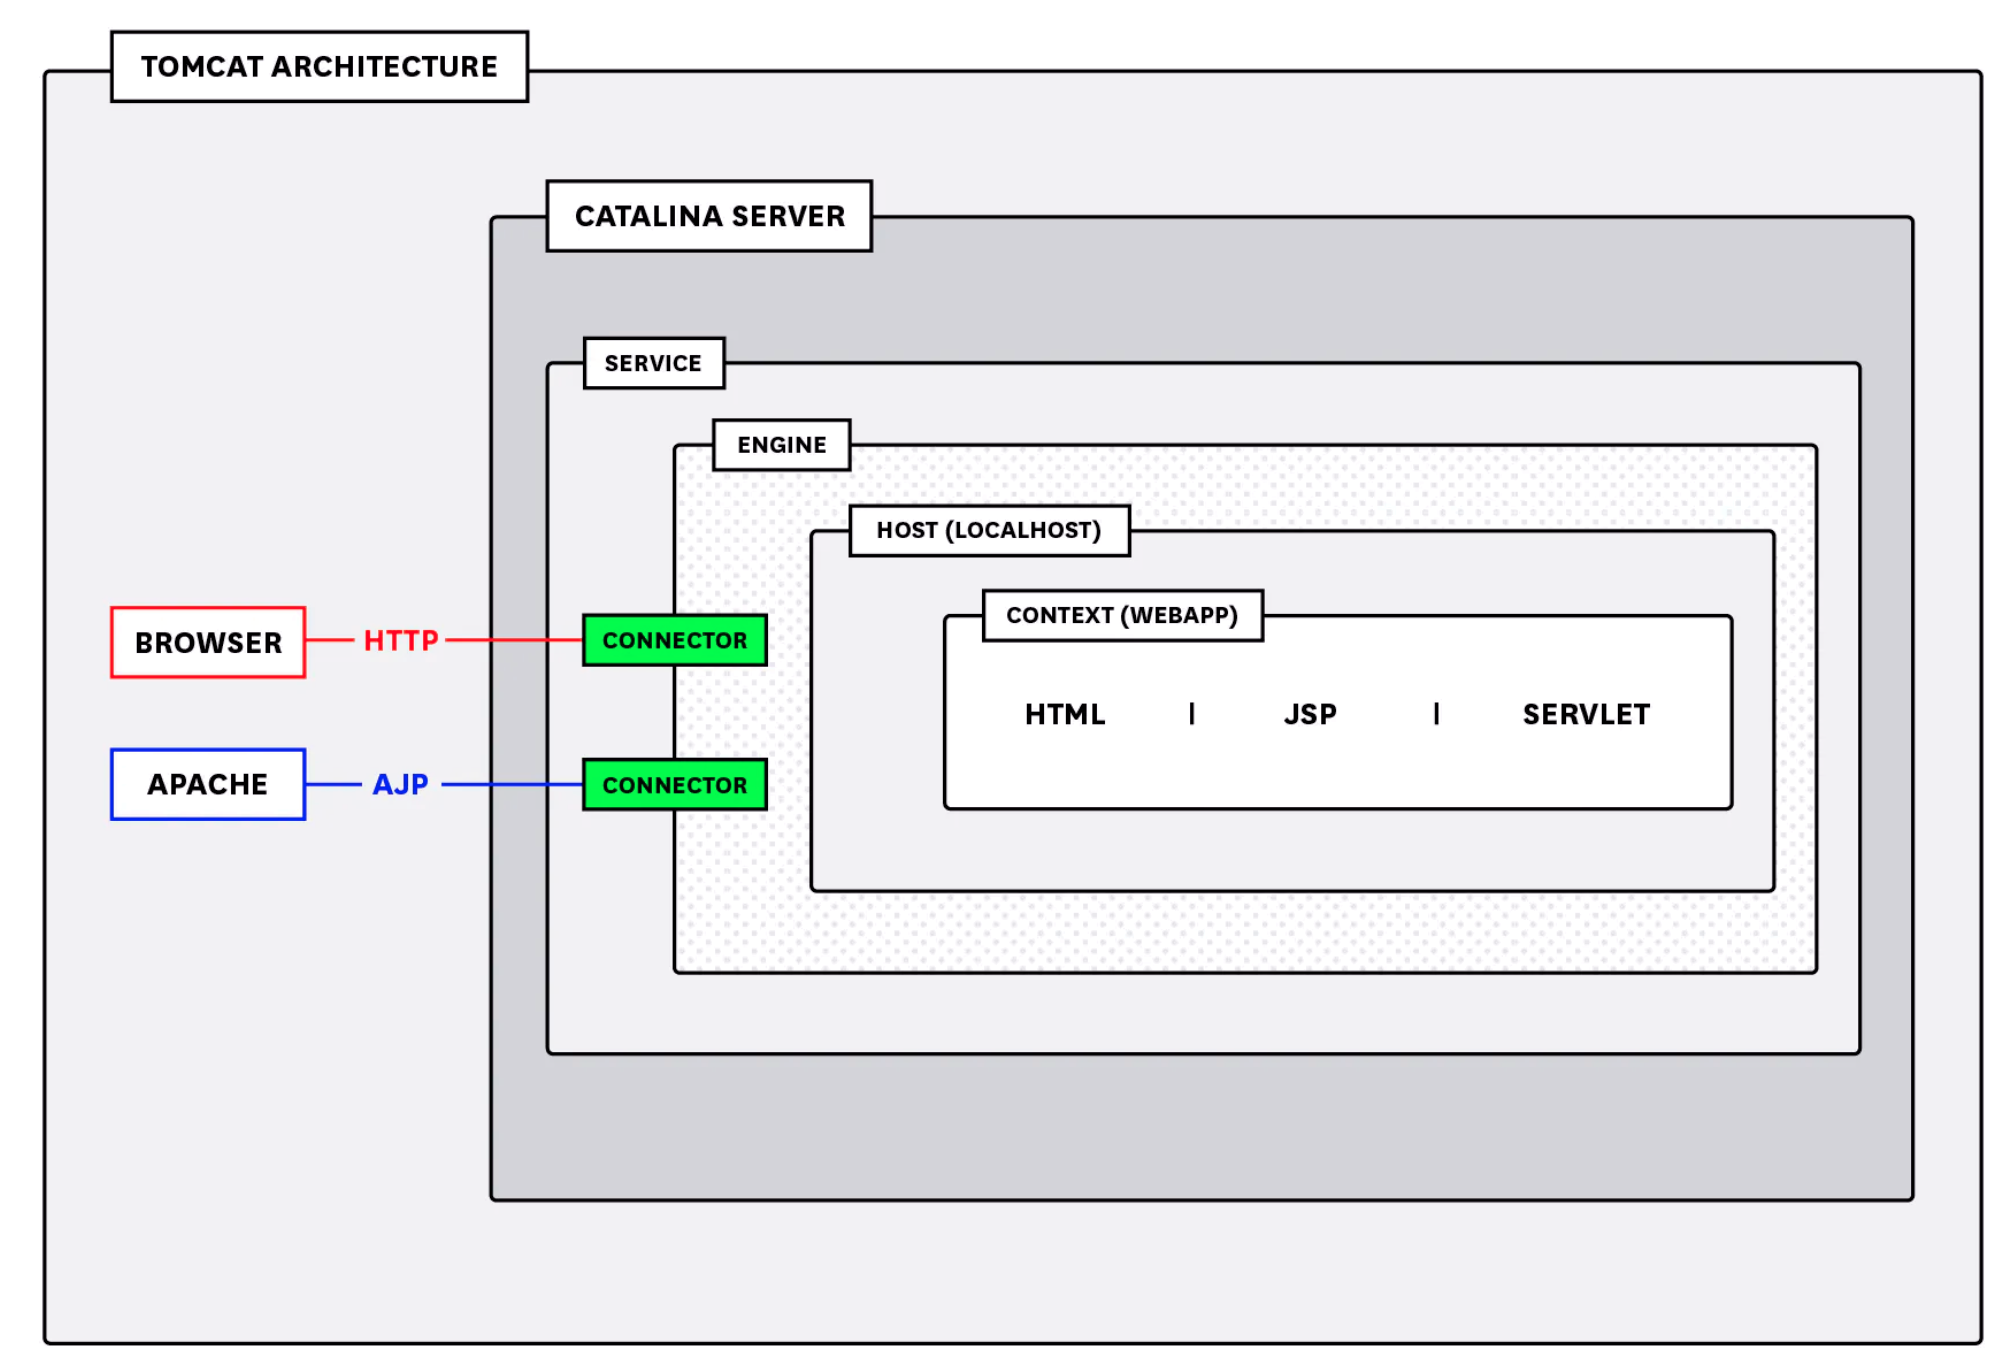 TOMCAT ARCHITECTURE
CATALINA SERVER
SERVICE
ENGINE
HOST (LOCALHOST)
CONTEXT (WEBAPP)
BROWSER
HTTP
CONNECTOR
HTML | JSP | SERVLET
APACHE
AJP
CONNECTOR